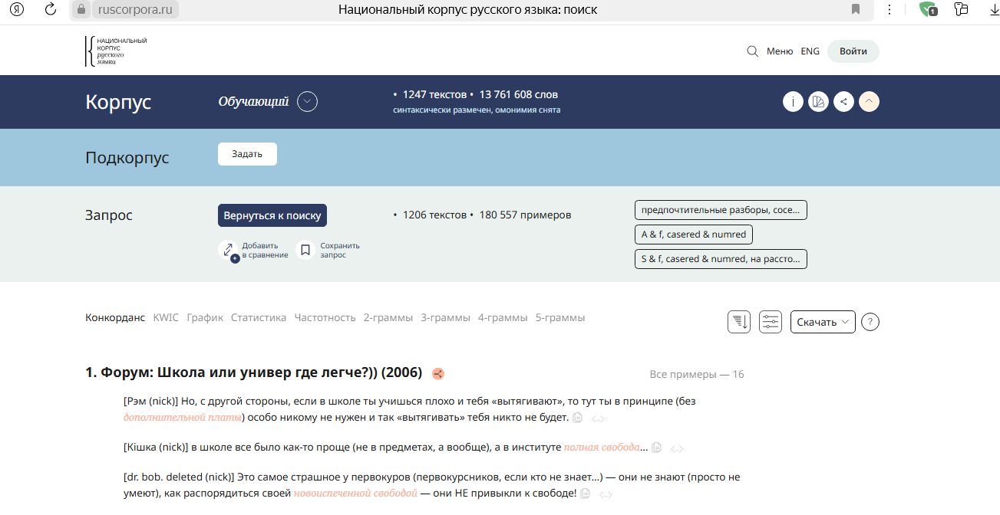 Я
ruscorpora.ru
Национальный корпус русского языка: поиск
1
НАЦИОНАЛЬНЫЙ
КОРПУС
русского
языка
Меню ENG Войти
Корпус
Обучающий
• 1247 текстов • 13 761 608 слов
синтаксически размечен, омонимия снята
i
Подкорпус
Задать
Запрос
Вернуться к поиску
• 1206 текстов • 180 557 примеров
предпочтительные разборы, сосе...
A & f, casered & numred
S & f, casered & numred, на рассто...
Добавить
в сравнение
Сохранить
запрос
Конкорданс KWIC График Статистика Частотность 2-граммы 3-граммы 4-граммы 5-граммы
Скачать
?
1. Форум: Школа или универ где легче?)) (2006)
Все примеры — 16
[Рэм (nick)] Но, с другой стороны, если в школе ты учишься плохо и тебя «вытягивают», то тут ты в принципе (без
дополнительной платы) особо никому не нужен и так «вытягивать» тебя никто не будет. <...>
[Кiшка (nick)] в школе все было как-то проще (не в предметах, а вообще), а в институте полная свобода... <...>
[dr. bob. deleted (nick)] Это самое страшное у первокуров (первокурсников, если кто не знает...) — они не знают (просто не
умеют), как распорядиться своей новоиспеченной свободой — они НЕ привыкли к свободе! <...>